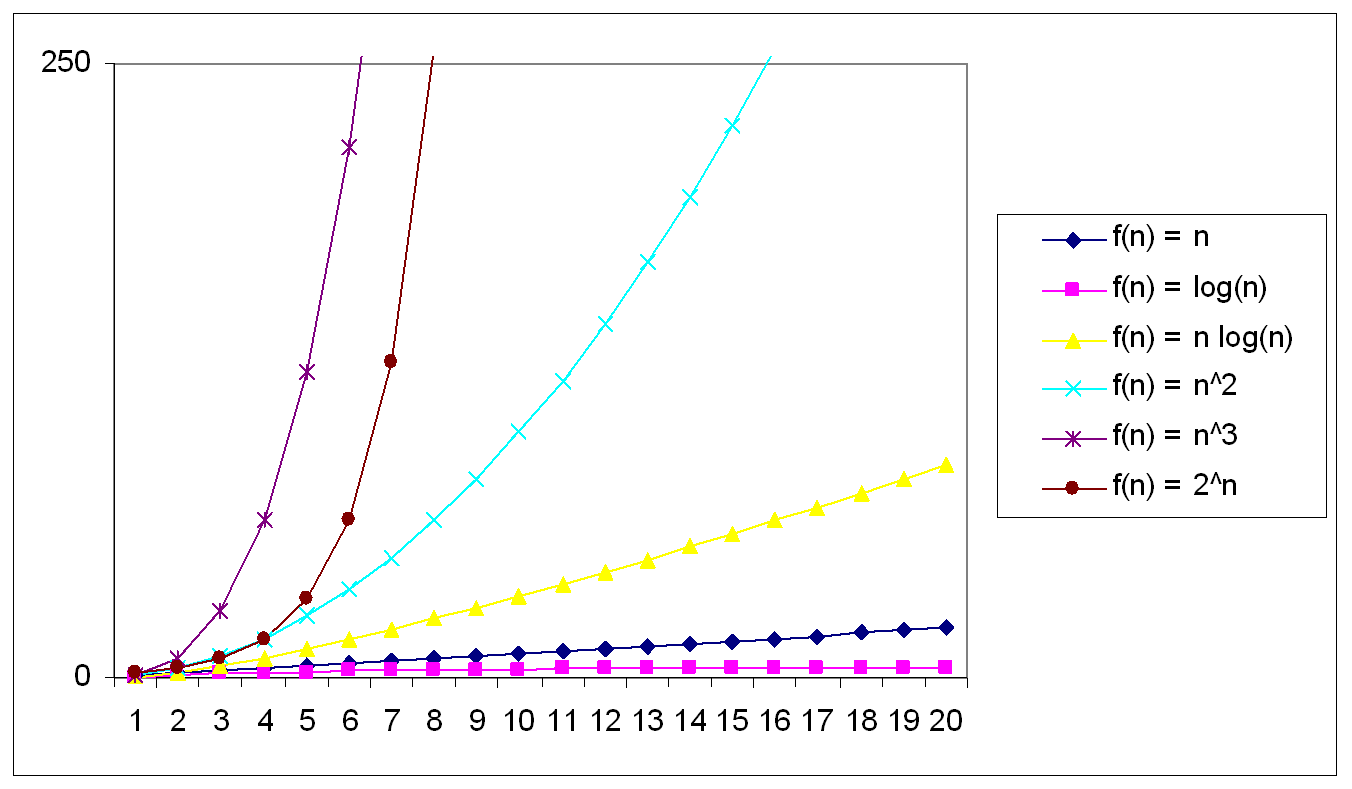 250
0
1 2 3 4 5 6 7 8 9 10 11 12 13 14 15 16 17 18 19 20
f(n) = n
f(n) = log(n)
f(n) = n log(n)
f(n) = n^2
f(n) = n^3
f(n) = 2^n